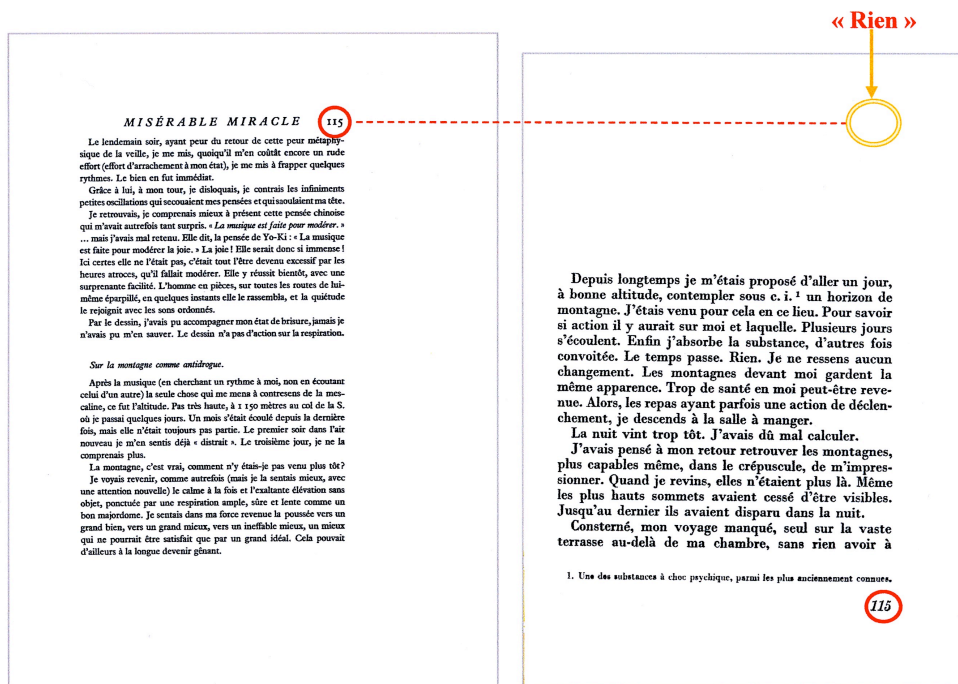 « Rien »
MISÉRABLE MIRACLE 115
Le lendemain soir, ayant peur du retour de cette peur métaphy-
sique de la veille, je me mis, quoiqu'il m'en coûtât encore un rude
effort (effort d'arrachement à mon état), je me mis à frapper quelques
rythmes. Le bien en fut immédiat.
Grâce à lui, à mon tour, je disloquais, je contrais les infiniments
petites oscillations qui secouaient mes pensées et qui saoulaient ma tête.
Je retrouvais, je comprenais mieux à présent cette pensée chinoise
qui m'avait autrefois tant surpris. « La musique est faite pour modérer. »
... mais j'avais mal retenu. Elle dit, la pensée de Yo-Ki : « La musique
est faite pour modérer la joie. » La joie ! Elle serait donc si immense !
Ici certes elle ne l'était pas, c'était tout l'être devenu excessif par les
heures atroces, qu'il fallait modérer. Elle y réussit bientôt, avec une
surprenante facilité. L'homme en pièces, sur toutes les routes de lui-
même éparpillé, en quelques instants elle le rassembla, et la quiétude
le rejoignit avec les sons ordonnés.
Par le dessin, j'avais pu accompagner mon état de brisure, jamais je
n'avais pu m'en sauver. Le dessin n'a pas d'action sur la respiration.
Sur la montagne comme antidrogue.
Après la musique (en cherchant un rythme à moi, non en écoutant
celui d'un autre) la seule chose qui me mena à contresens de la mes-
caline, ce fut l'altitude. Pas très haute, à 1 150 mètres au col de la S.
où je passai quelques jours. Un mois s'était écoulé depuis la dernière
fois, mais elle n'était toujours pas partie. Le premier soir dans l'air
nouveau je m'en sentis déjà « distrait ». Le troisième jour, je ne la
comprenais plus.
La montagne, c'est vrai, comment n'y étais-je pas venu plus tôt?
Je voyais revenir, comme autrefois (mais je la sentais mieux, avec
une attention nouvelle) le calme à la fois et l'exaltante élévation sans
objet, ponctuée par une respiration ample, sûre et lente comme un
bon majordome. Je sentais dans ma force revenue la poussée vers un
grand bien, vers un grand mieux, vers un ineffable mieux, un mieux
qui ne pourrait être satisfait que par un grand idéal. Cela pouvait
d'ailleurs à la longue devenir gênant.
Depuis longtemps je m'étais proposé d'aller un jour,
à bonne altitude, contempler sous c. i. ¹ un horizon de
montagne. J'étais venu pour cela en ce lieu. Pour savoir
si action il y aurait sur moi et laquelle. Plusieurs jours
s'écoulent. Enfin j'absorbe la substance, d'autres fois
convoitée. Le temps passe. Rien. Je ne ressens aucun
changement. Les montagnes devant moi gardent la
même apparence. Trop de santé en moi peut-être reve-
nue. Alors, les repas ayant parfois une action de déclen-
chement, je descends à la salle à manger.
La nuit vint trop tôt. J'avais dû mal calculer.
J'avais pensé à mon retour retrouver les montagnes,
plus capables même, dans le crépuscule, de m'impres-
sionner. Quand je revins, elles n'étaient plus là. Même
les plus hauts sommets avaient cessé d'être visibles.
Jusqu'au dernier ils avaient disparu dans la nuit.
Consterné, mon voyage manqué, seul sur la vaste
terrasse au-delà de ma chambre, sans rien avoir à
1. Une des substances à choc psychique, parmi les plus anciennement connues.
115